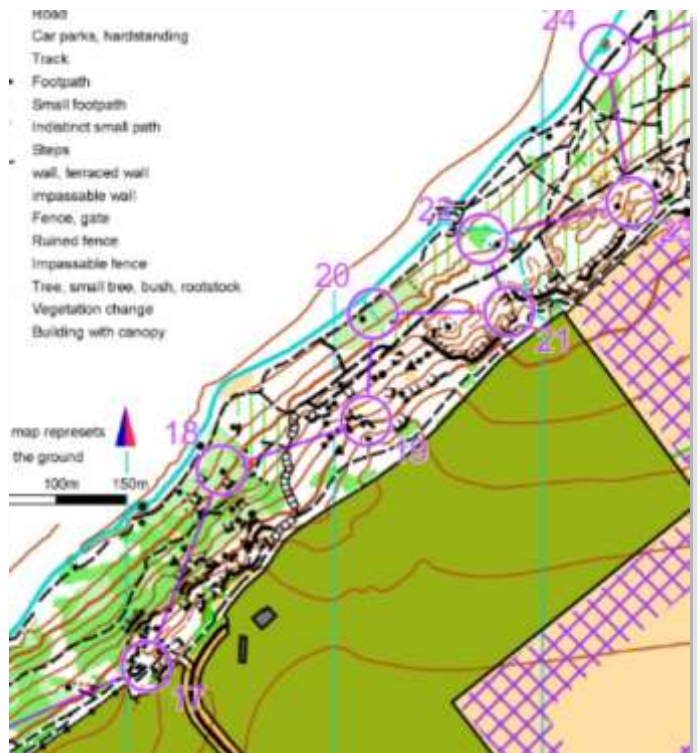 Road
Car parks, hardstanding
Track
Footpath
Small footpath
Indistinct small path
Steps
wall, terraced wall
impassable wall
Fence, gate
Ruined fence
Impassable fence
Tree, small tree, bush, rootstock
Vegetation change
Building with canopy
map represets
the ground
100m 150m
24
22
20
21
18
19
17